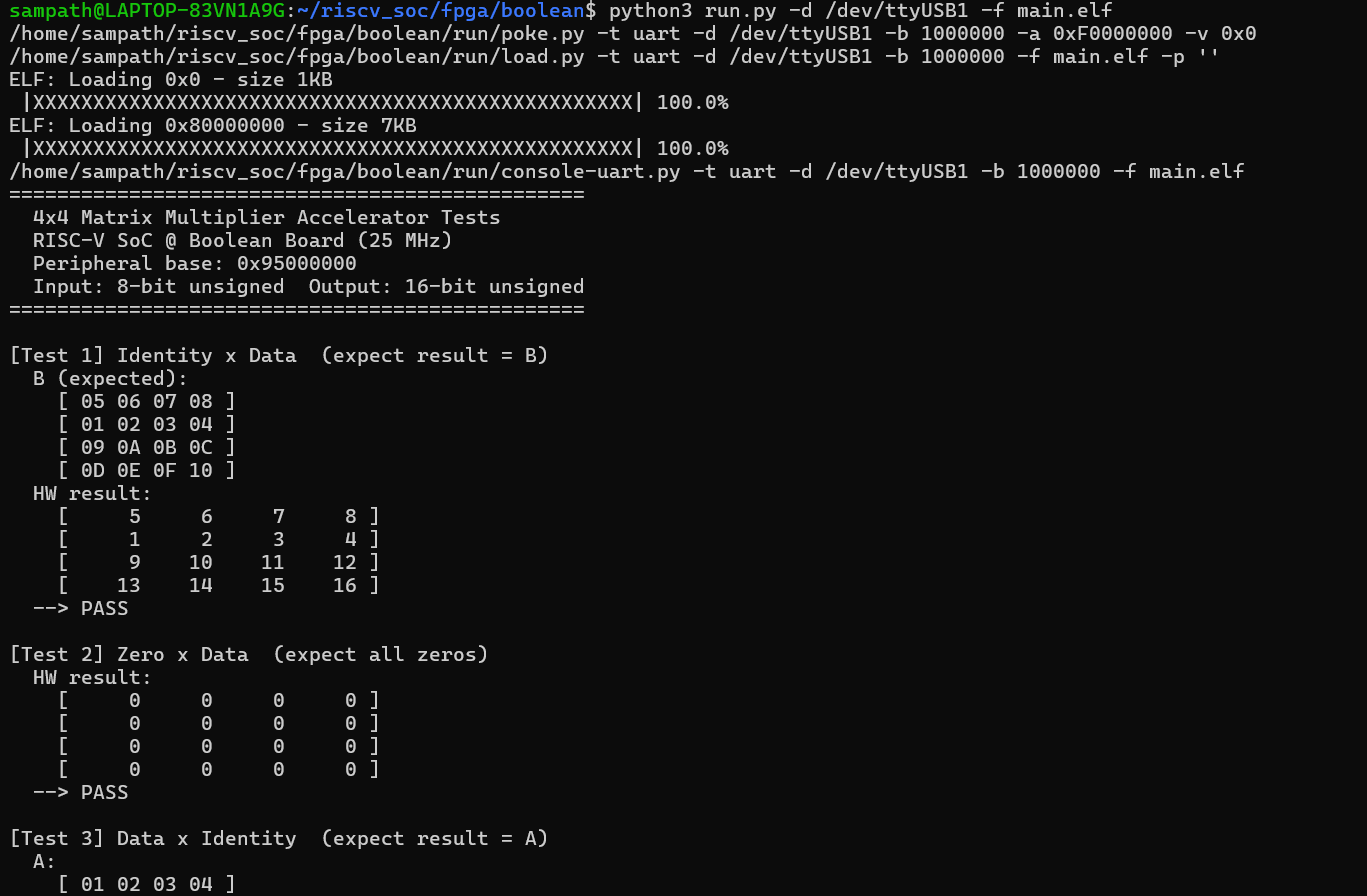 sampath@LAPTOP-83VN1A9G:~/riscv_soc/fpga/boolean$ python3 run.py -d /dev/ttyUSB1 -f main.elf
/home/sampath/riscv_soc/fpga/boolean/run/poke.py -t uart -d /dev/ttyUSB1 -b 1000000 -a 0xF0000000 -v 0x0
/home/sampath/riscv_soc/fpga/boolean/run/load.py -t uart -d /dev/ttyUSB1 -b 1000000 -f main.elf -p ''
ELF: Loading 0x0 - size 1KB
 |XXXXXXXXXXXXXXXXXXXXXXXXXXXXXXXXXXXXXXXXXXXXXXXXXX| 100.0%
ELF: Loading 0x80000000 - size 7KB
 |XXXXXXXXXXXXXXXXXXXXXXXXXXXXXXXXXXXXXXXXXXXXXXXXXX| 100.0%
/home/sampath/riscv_soc/fpga/boolean/run/console-uart.py -t uart -d /dev/ttyUSB1 -b 1000000 -f main.elf
================================================
  4x4 Matrix Multiplier Accelerator Tests
  RISC-V SoC @ Boolean Board (25 MHz)
  Peripheral base: 0x95000000
  Input: 8-bit unsigned  Output: 16-bit unsigned
================================================

[Test 1] Identity x Data  (expect result = B)
  B (expected):
    [ 05 06 07 08 ]
    [ 01 02 03 04 ]
    [ 09 0A 0B 0C ]
    [ 0D 0E 0F 10 ]
  HW result:
    [     5     6     7     8 ]
    [     1     2     3     4 ]
    [     9    10    11    12 ]
    [    13    14    15    16 ]
  --> PASS

[Test 2] Zero x Data  (expect all zeros)
  HW result:
    [     0     0     0     0 ]
    [     0     0     0     0 ]
    [     0     0     0     0 ]
    [     0     0     0     0 ]
  --> PASS

[Test 3] Data x Identity  (expect result = A)
  A:
    [ 01 02 03 04 ]